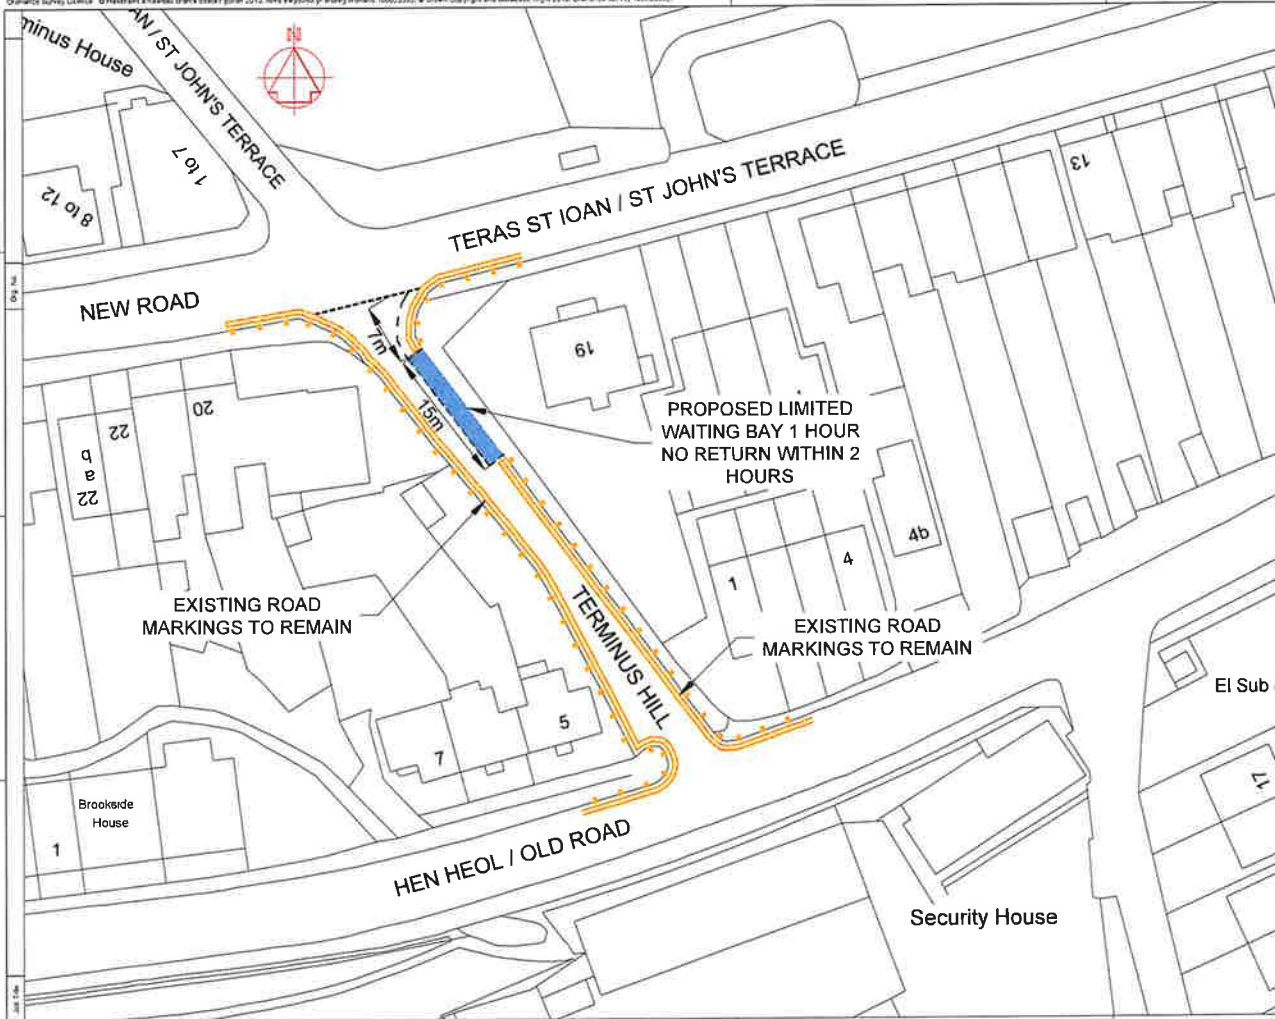 minus House
AN / ST JOHN'S TERRACE
N
1 to 7
8 to 12
13
TERAS ST IOAN / ST JOHN'S TERRACE
NEW ROAD
7m
19
15m
20
22
22 a b
PROPOSED LIMITED
WAITING BAY 1 HOUR
NO RETURN WITHIN 2
HOURS
4b
4
1
EXISTING ROAD
MARKINGS TO REMAIN
TERMINUS HILL
EXISTING ROAD
MARKINGS TO REMAIN
El Sub
5
7
17
Brookside
House
1
HEN HEOL / OLD ROAD
Security House